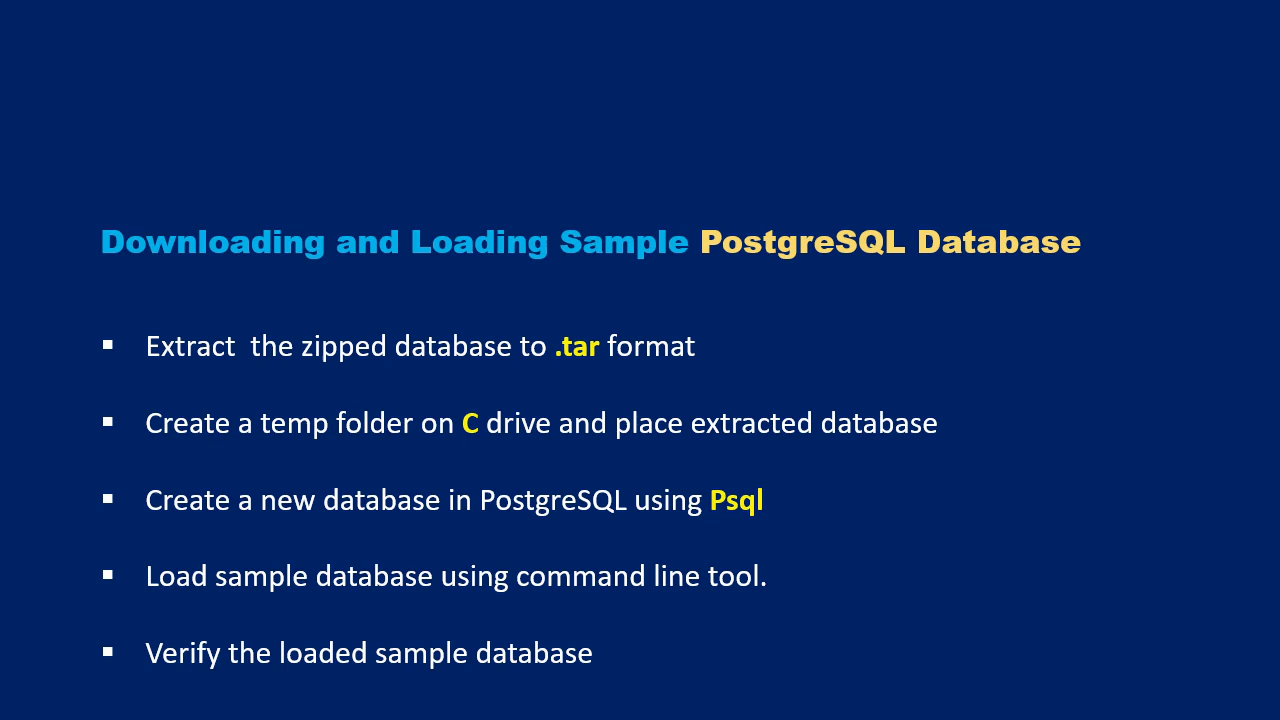 Downloading and Loading Sample PostgreSQL Database
▪ Extract  the zipped database to .tar format
▪ Create a temp folder on C drive and place extracted database
▪ Create a new database in PostgreSQL using Psql
▪ Load sample database using command line tool.
▪ Verify the loaded sample database